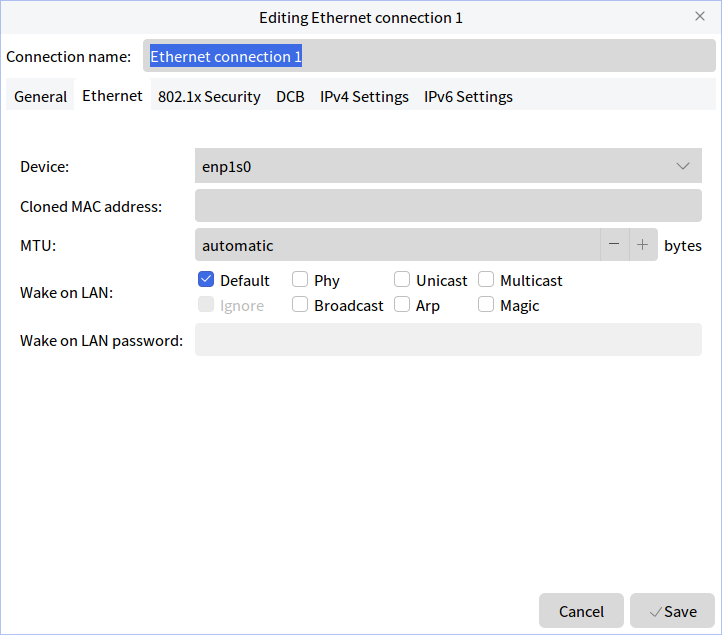 Editing Ethernet connection 1
Connection name: Ethernet connection 1
General Ethernet 802.1x Security DCB IPv4 Settings IPv6 Settings
Device: enp1s0
Cloned MAC address:
MTU: automatic bytes
Wake on LAN:
Default Phy Unicast Multicast
Ignore Broadcast Arp Magic
Wake on LAN password:
Cancel Save